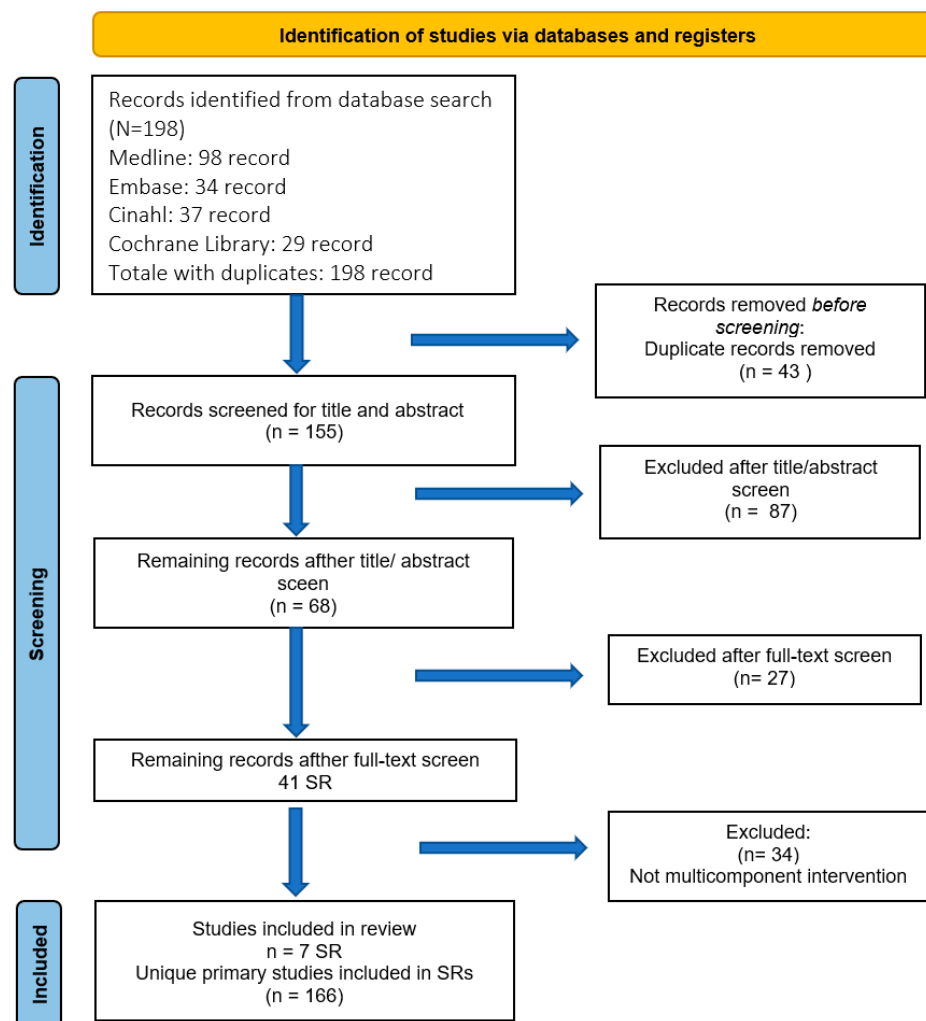 Identification of studies via databases and registers
Identification
Records identified from database search
(N=198)
Medline: 98 record
Embase: 34 record
Cinahl: 37 record
Cochrane Library: 29 record
Totale with duplicates: 198 record
Records removed before
screening:
Duplicate records removed
(n = 43 )
Screening
Records screened for title and abstract
(n = 155)
Excluded after title/abstract
screen
(n =  87)
Remaining records afther title/ abstract
sceen
(n = 68)
Excluded after full-text screen
(n= 27)
Remaining records afther full-text screen
41 SR
Excluded:
(n= 34)
Not multicomponent intervention
Included
Studies included in review
n = 7 SR
Unique primary studies included in SRs
(n = 166)